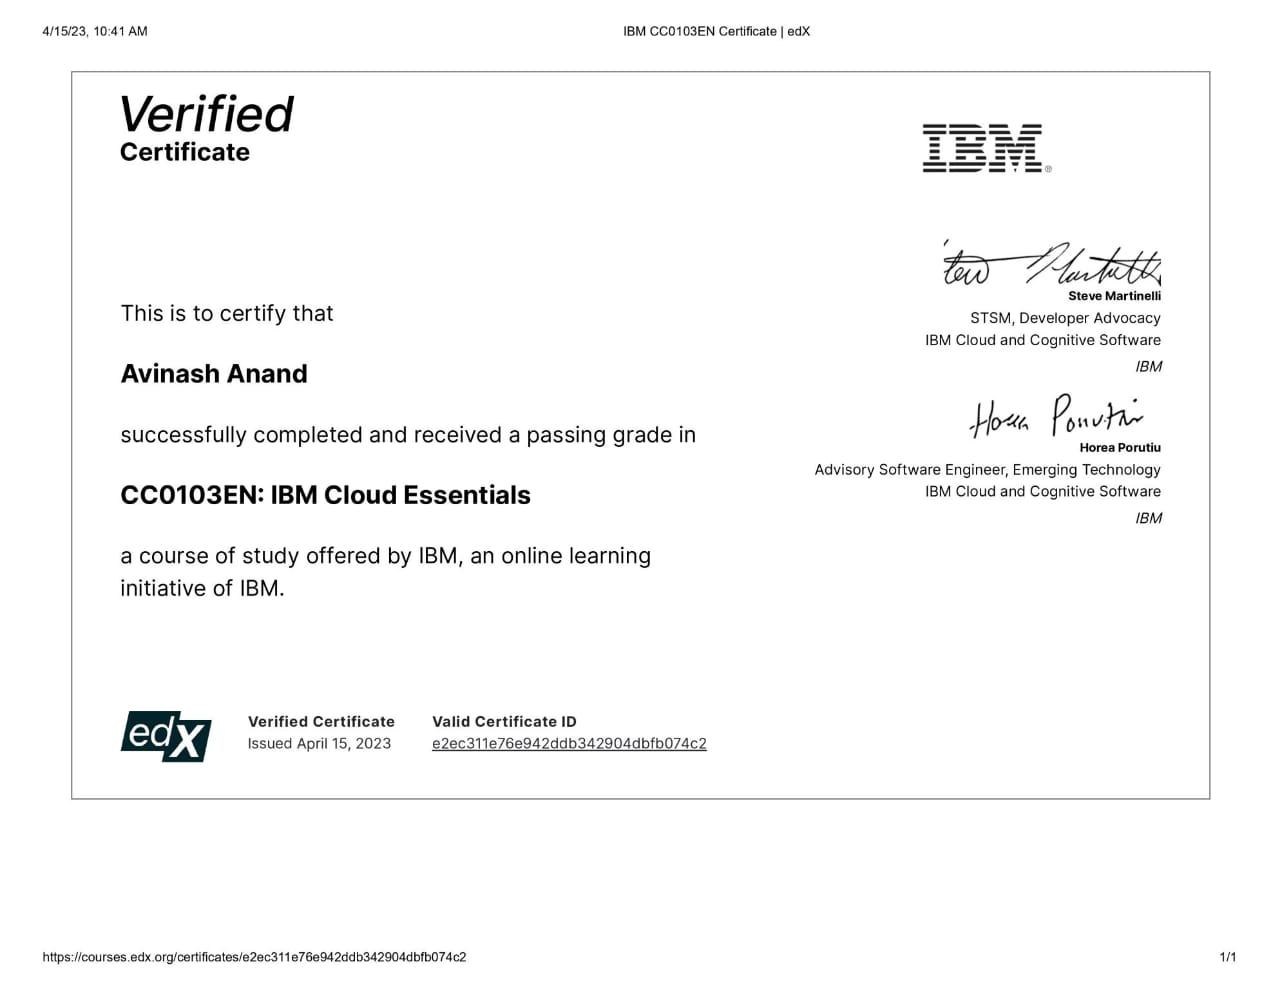 4/15/23, 10:41 AM
IBM CC0103EN Certificate | edX
Verified
Certificate
IBM®
This is to certify that
Avinash Anand
successfully completed and received a passing grade in
CC0103EN: IBM Cloud Essentials
a course of study offered by IBM, an online learning
initiative of IBM.
Steve Martinelli
STSM, Developer Advocacy
IBM Cloud and Cognitive Software
IBM
Horea Porutiu
Horea Porutiu
Advisory Software Engineer, Emerging Technology
IBM Cloud and Cognitive Software
IBM
edX
Verified Certificate
Issued April 15, 2023
Valid Certificate ID
e2ec311e76e942ddb342904dbfb074c2
https://courses.edx.org/certificates/e2ec311e76e942ddb342904dbfb074c2
1/1